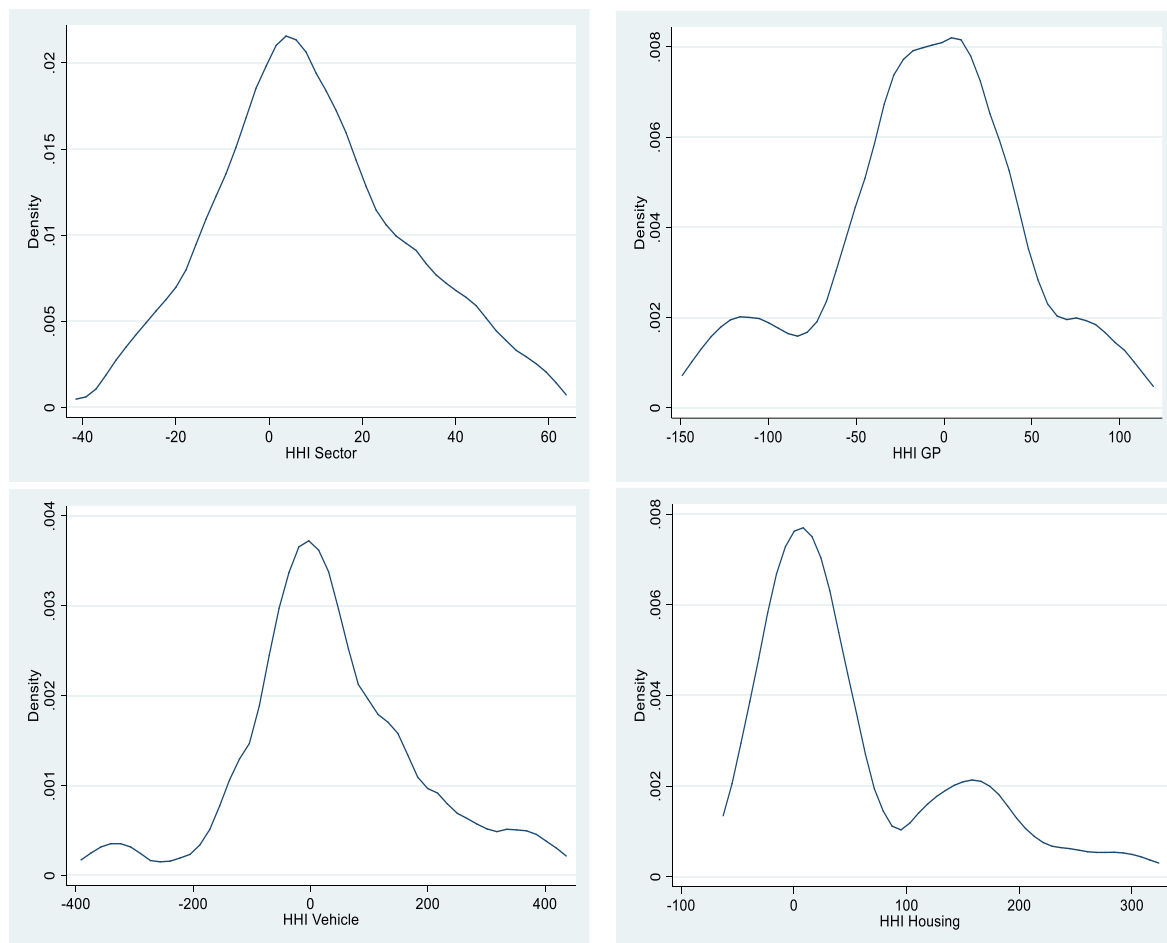 Density
.02
.015
.01
.005
0
-40 -20 0 20 40 60
HHI Sector
Density
.008
.006
.004
.002
0
-150 -100 -50 0 50 100
HHI GP
Density
.004
.003
.002
.001
0
-400 -200 0 200 400
HHI Vehicle
Density
.008
.006
.004
.002
0
-100 0 100 200 300
HHI Housing